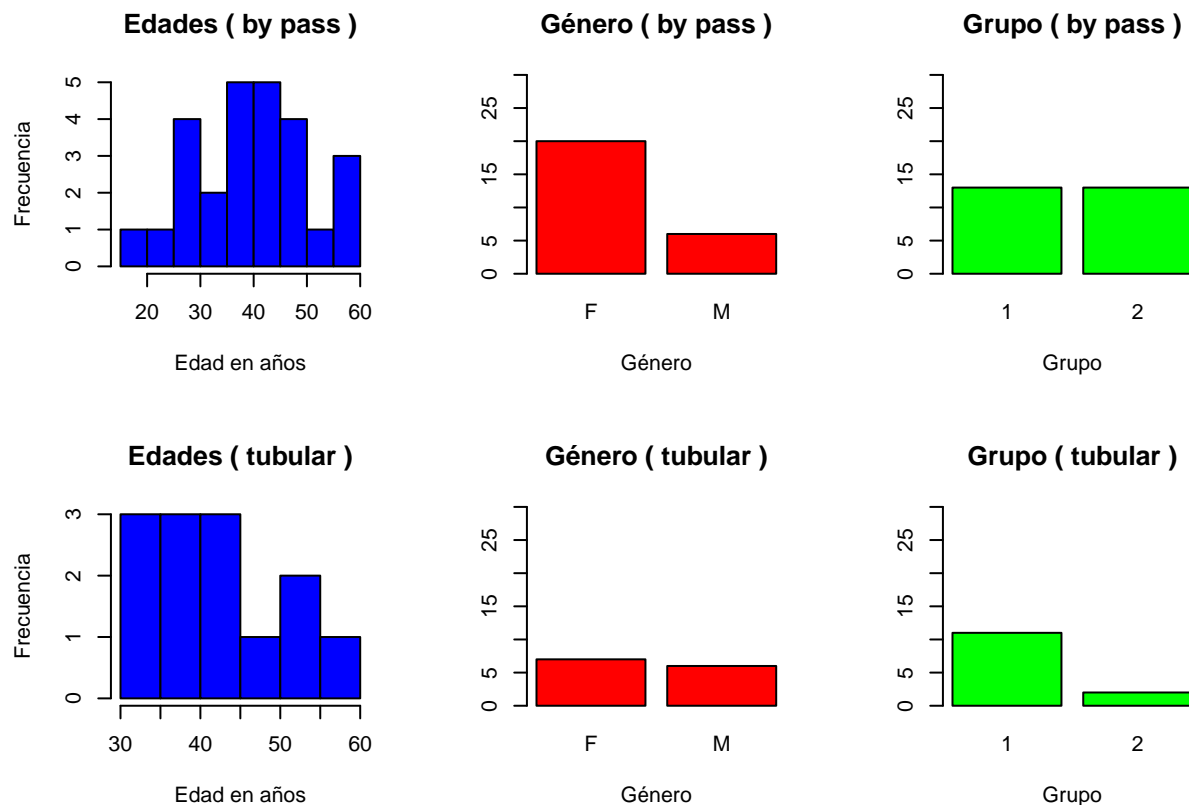 Edades ( by pass )
Frecuencia
0 1 2 3 4 5
20 30 40 50 60
Edad en años
Género ( by pass )
0 5 15 25
F M
Género
Grupo ( by pass )
0 5 15 25
1 2
Grupo
Edades ( tubular )
Frecuencia
0 1 2 3
30 40 50 60
Edad en años
Género ( tubular )
0 5 15 25
F M
Género
Grupo ( tubular )
0 5 15 25
1 2
Grupo